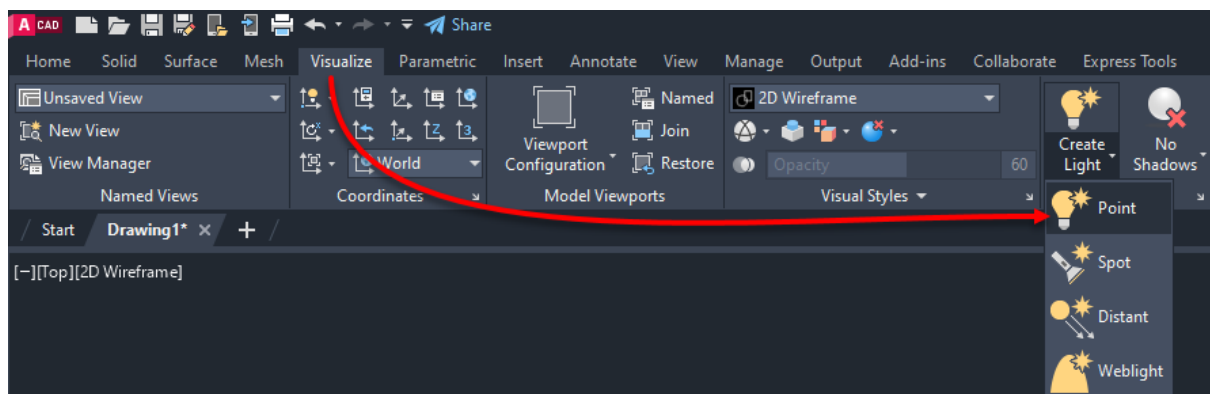 A CAD Share
Home Solid Surface Mesh Visualize Parametric Insert Annotate View Manage Output Add-ins Collaborate Express Tools
Unsaved View
New View
View Manager
Named Views
World
Coordinates
Viewport
Configuration
Named
Join
Restore
Model Viewports
2D Wireframe
Opacity 60
Visual Styles
Create
Light
No
Shadows
Start Drawing1*
[−][Top][2D Wireframe]
Point
Spot
Distant
Weblight